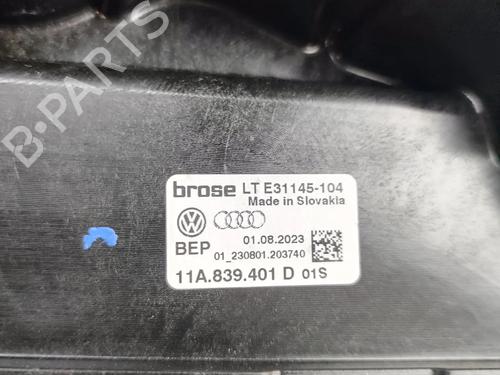 B-PARTS
brose LT E31145-104
Made in Slovakia
BEP 01.08.2023
01_230801.203740
11A.839.401 D 01S